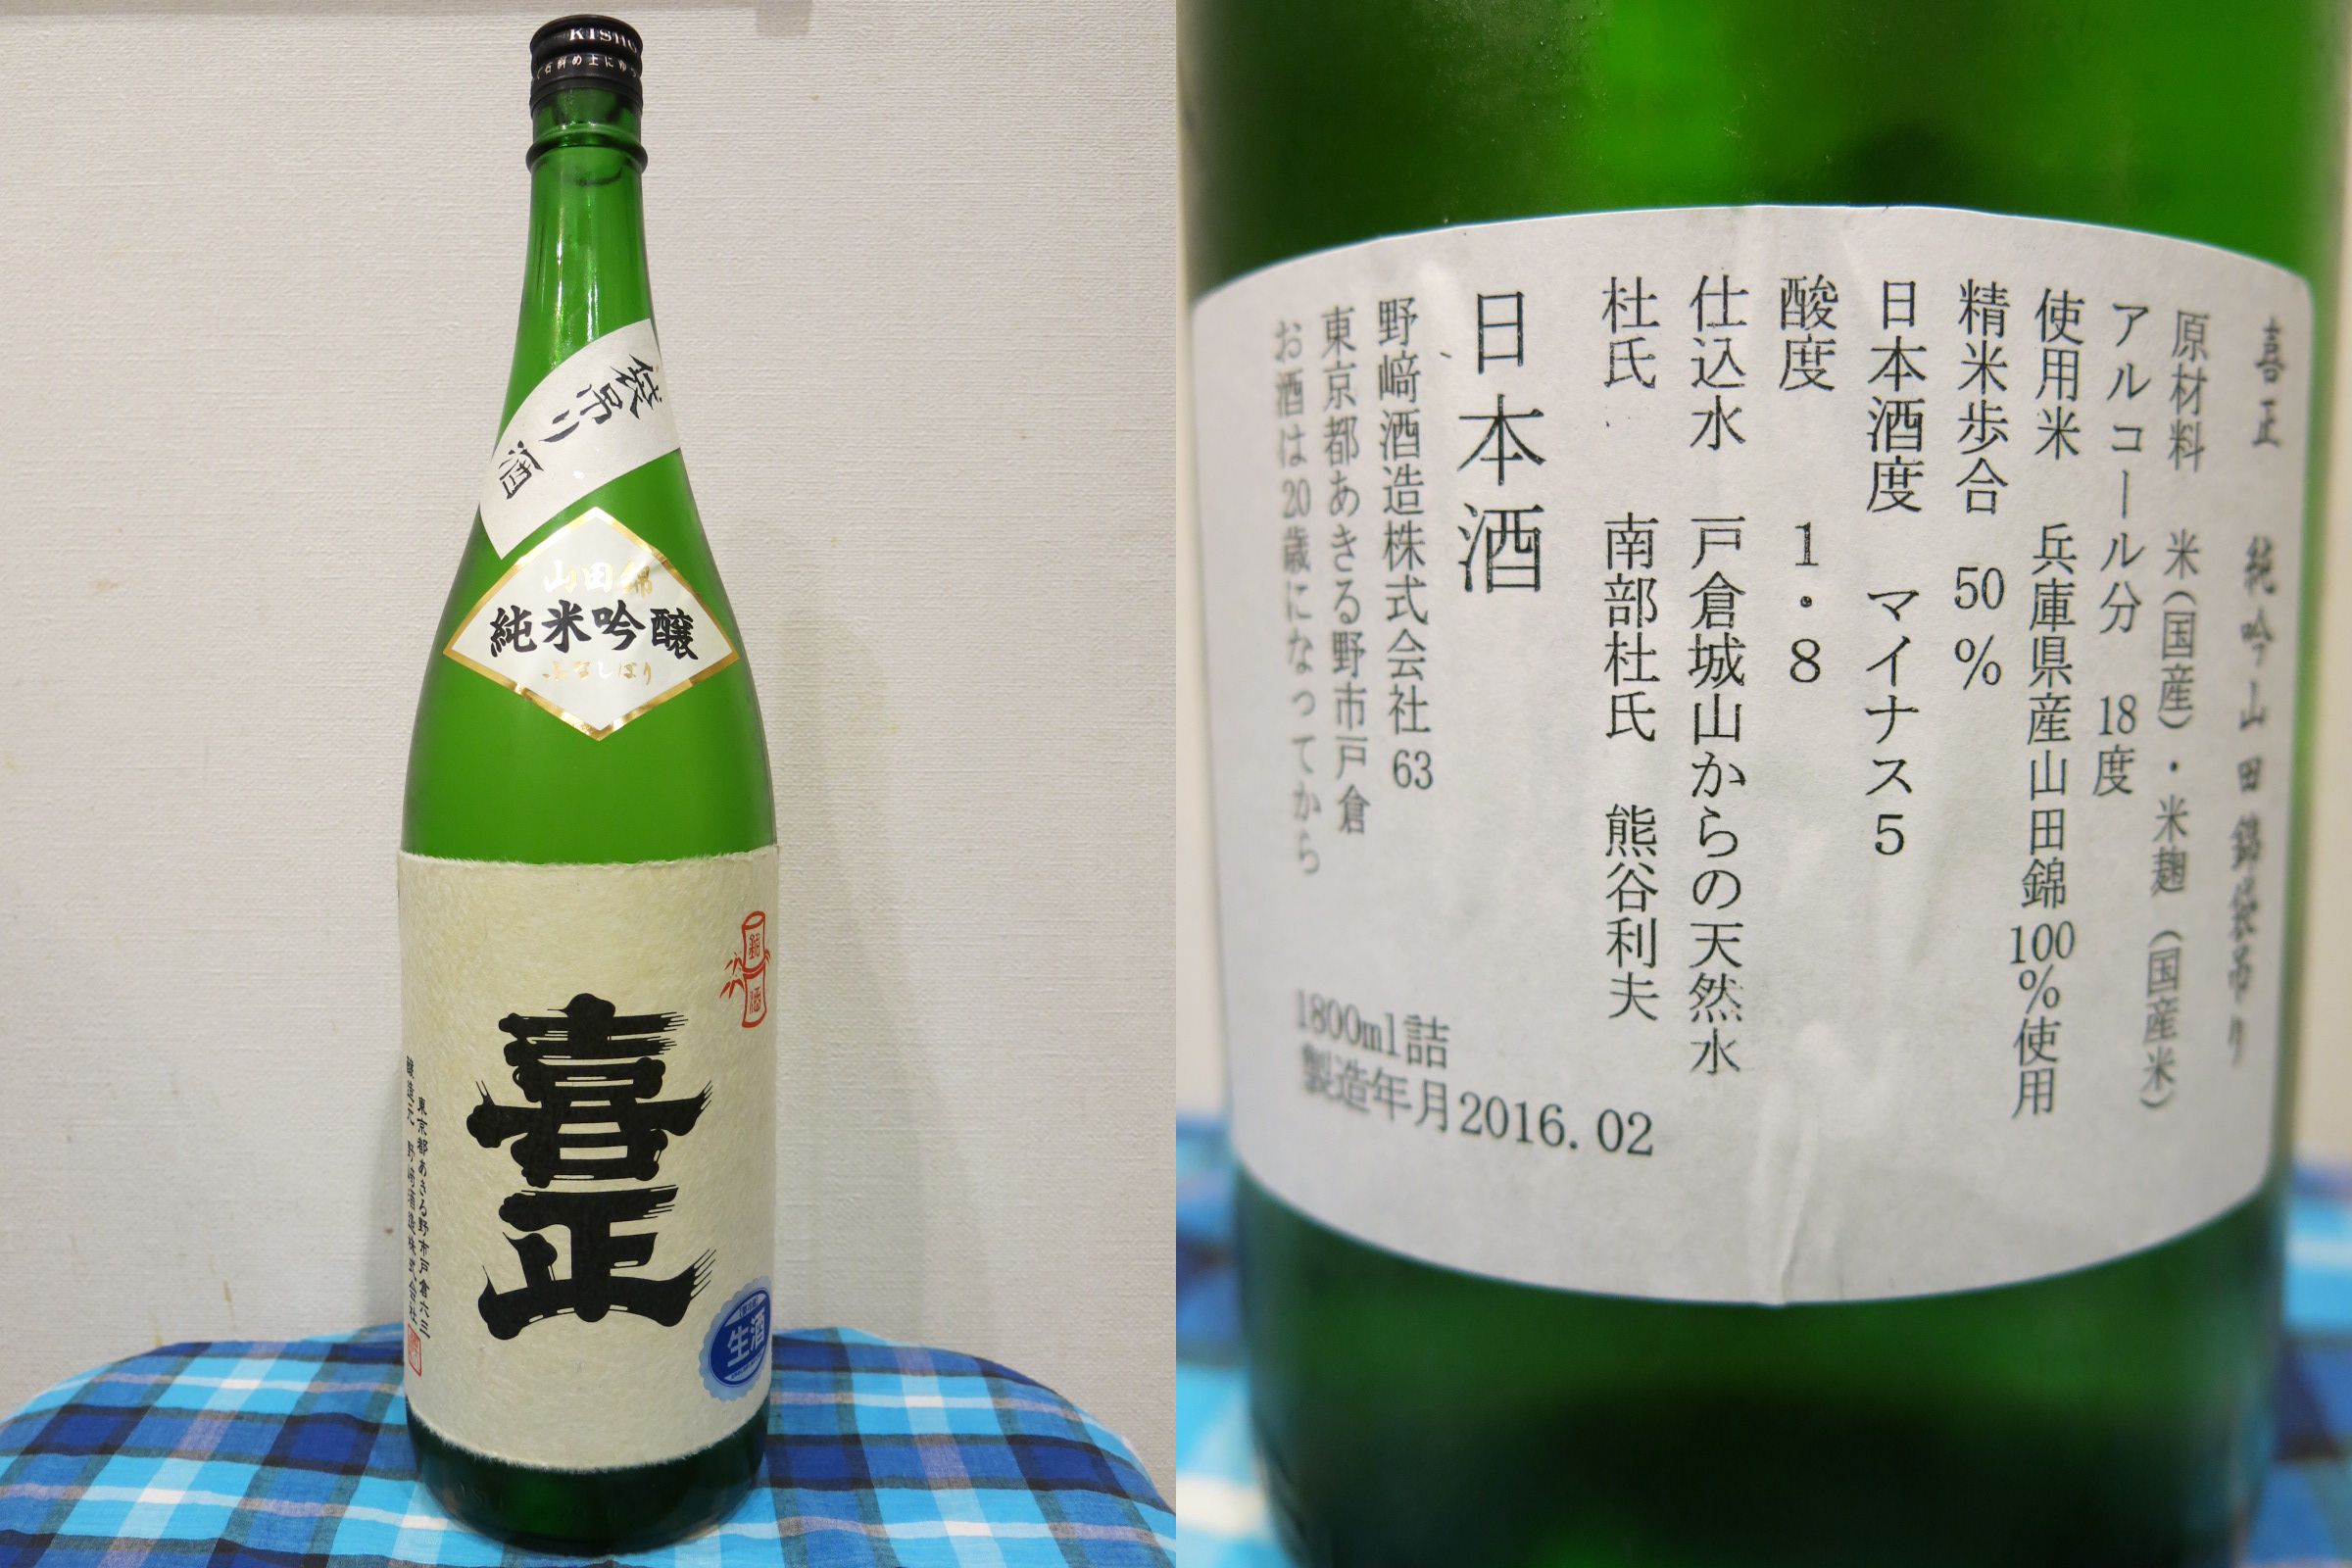 KISHO
袋吊り酒
山田錦
純米吟醸
ふなしぼり
銘酒
喜正
生酒
東京都あきる野市戸倉六三
醸造元 野﨑酒造株式会社
喜正 純吟山田錦袋吊り
原材料 米(国産)・米麹(国産米)
アルコール分 18度
使用米 兵庫県産山田錦100%使用
精米歩合 50%
日本酒度 マイナス5
酸度 1・8
仕込水 戸倉城山からの天然水
杜氏 南部杜氏 熊谷利夫
日本酒
野﨑酒造株式会社
東京都あきる野市戸倉63
お酒は20歳になってから
1800ml詰
製造年月2016.02